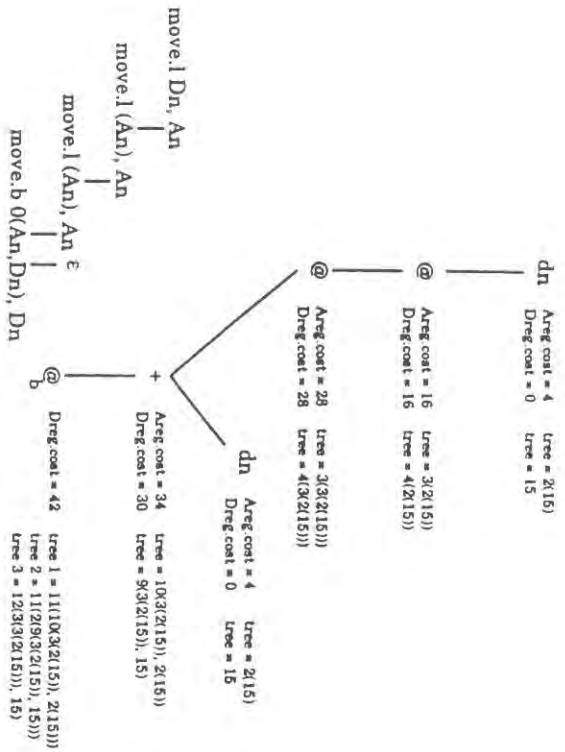 dn Areg.cost = 4 tree = 2(15)
Dreg.cost = 0 tree = 15
@ Areg.cost = 16 tree = 3(2(15))
Dreg.cost = 16 tree = 4(2(15))
@ Areg.cost = 28 tree = 3(3(2(15)))
Dreg.cost = 28 tree = 4(3(2(15)))
dn Areg.cost = 4 tree = 2(15)
Dreg.cost = 0 tree = 15
+ Areg.cost = 34 tree = 10(3(2(15)), 2(15))
Dreg.cost = 30 tree = 9(3(2(15)), 15)
@b Dreg.cost = 42 tree 1 = 11(10(3(2(15)), 2(15)))
tree 2 = 11(2(9(3(2(15)), 15)))
tree 3 = 12(3(3(2(15))), 15)
move.l Dn, An
move.l (An), An
move.l (An), An ε
move.b 0(An,Dn), Dn